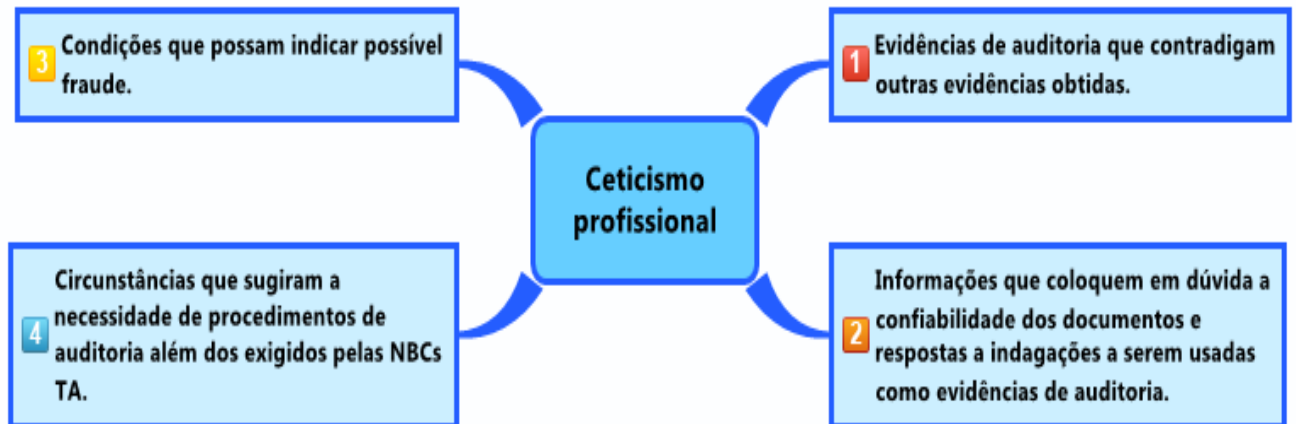 Ceticismo
profissional
1
Evidências de auditoria que contradigam
outras evidências obtidas.
2
Informações que coloquem em dúvida a
confiabilidade dos documentos e
respostas a indagações a serem usadas
como evidências de auditoria.
3
Condições que possam indicar possível
fraude.
4
Circunstâncias que sugiram a
necessidade de procedimentos de
auditoria além dos exigidos pelas NBCs
TA.